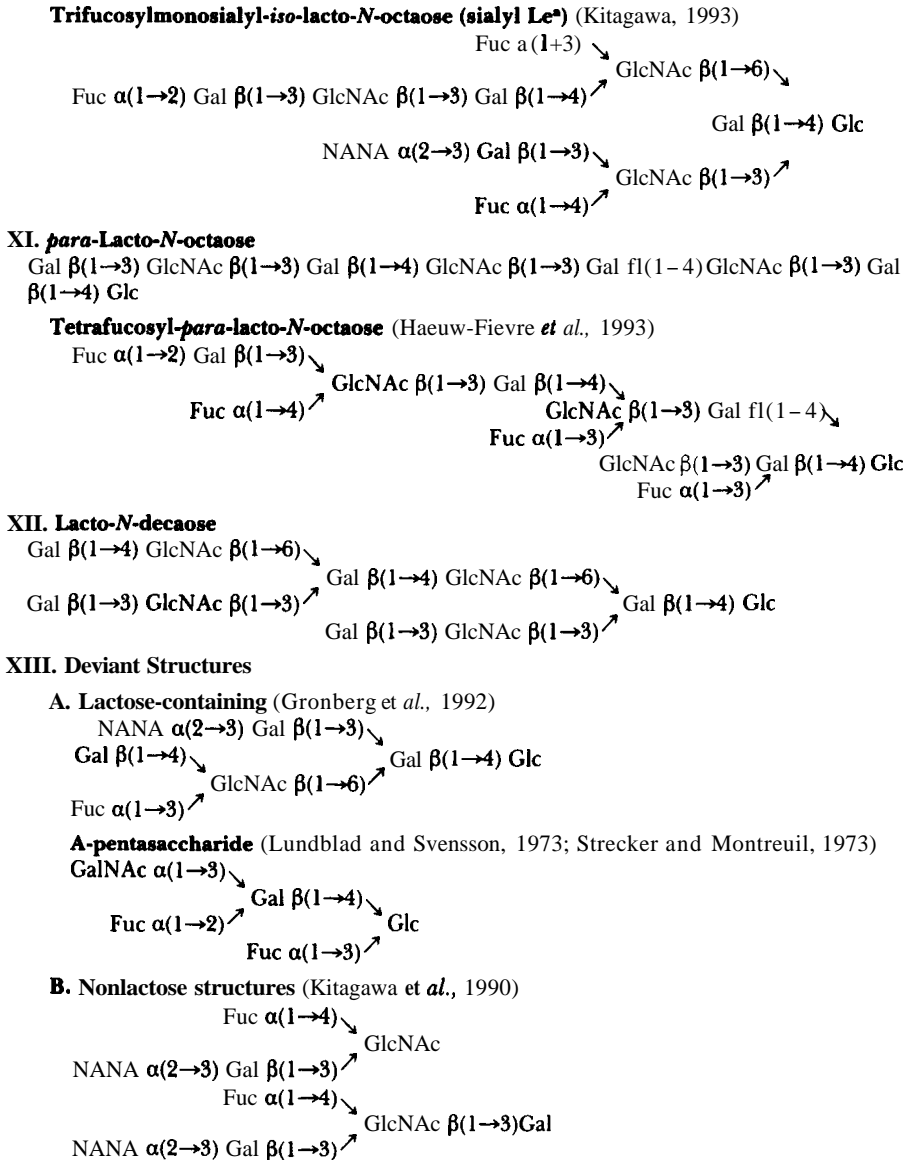 Trifucosylmonosialyl-iso-lacto-N-octaose (sialyl Leᵃ) (Kitagawa, 1993)
Fuc a (1+3) ↘
GlcNAc β(1→6)↘
Fuc α(1→2) Gal β(1→3) GlcNAc β(1→3) Gal β(1→4)↗
Gal β(1→4) Glc
NANA α(2→3) Gal β(1→3)↘
GlcNAc β(1→3)↗
Fuc α(1→4)↗
XI. para-Lacto-N-octaose
Gal β(1→3) GlcNAc β(1→3) Gal β(1→4) GlcNAc β(1→3) Gal fl(1–4) GlcNAc β(1→3) Gal
β(1→4) Glc
Tetrafucosyl-para-lacto-N-octaose (Haeuw-Fievre et al., 1993)
Fuc α(1→2) Gal β(1→3)↘
GlcNAc β(1→3) Gal β(1→4)↘
Fuc α(1→4)↗ GlcNAc β(1→3) Gal fl(1–4)↘
Fuc α(1→3)↗
GlcNAc β(1→3) Gal β(1→4) Glc
Fuc α(1→3)↗
XII. Lacto-N-decaose
Gal β(1→4) GlcNAc β(1→6)↘
Gal β(1→4) GlcNAc β(1→6)↘
Gal β(1→3) GlcNAc β(1→3)↗ Gal β(1→4) Glc
Gal β(1→3) GlcNAc β(1→3)↗
XIII. Deviant Structures
A. Lactose-containing (Gronberg et al., 1992)
NANA α(2→3) Gal β(1→3)↘
Gal β(1→4)↘ Gal β(1→4) Glc
GlcNAc β(1→6)↗
Fuc α(1→3)↗
A-pentasaccharide (Lundblad and Svensson, 1973; Strecker and Montreuil, 1973)
GalNAc α(1→3)↘
Gal β(1→4)↘
Fuc α(1→2)↗ Glc
Fuc α(1→3)↗
B. Nonlactose structures (Kitagawa et al., 1990)
Fuc α(1→4)↘
GlcNAc
NANA α(2→3) Gal β(1→3)↗
Fuc α(1→4)↘
GlcNAc β(1→3)Gal
NANA α(2→3) Gal β(1→3)↗